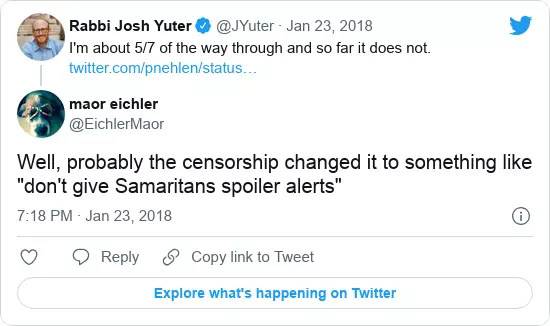 Rabbi Josh Yuter @JYuter · Jan 23, 2018
I'm about 5/7 of the way through and so far it does not.
twitter.com/pnehlen/status…
maor eichler
@EichlerMaor
Well, probably the censorship changed it to something like
"don't give Samaritans spoiler alerts"
7:18 PM · Jan 23, 2018
Reply
Copy link to Tweet
Explore what's happening on Twitter